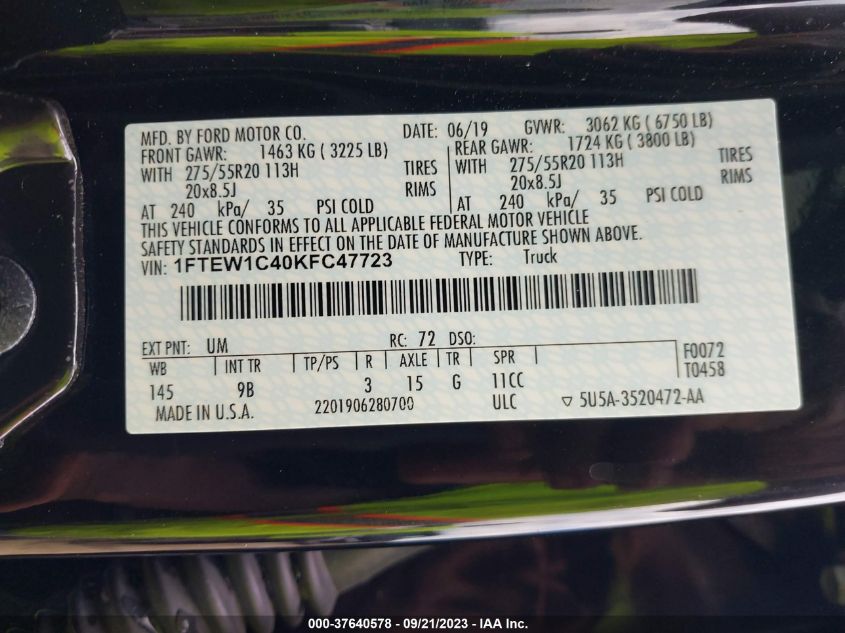 MFD. BY FORD MOTOR CO. DATE: 06/19 GVWR: 3062 KG ( 6750 LB)
FRONT GAWR: 1463 KG ( 3225 LB) REAR GAWR: 1724 KG ( 3800 LB)
WITH 275/55R20 113H TIRES WITH 275/55R20 113H TIRES
20x8.5J RIMS 20x8.5J RIMS
AT 240 kPa/ 35 PSI COLD AT 240 kPa/ 35 PSI COLD
THIS VEHICLE CONFORMS TO ALL APPLICABLE FEDERAL MOTOR VEHICLE
SAFETY STANDARDS IN EFFECT ON THE DATE OF MANUFACTURE SHOWN ABOVE.
VIN: 1FTEW1C40KFC47723 TYPE: Truck
EXT PNT: UM RC: 72 DSO:
WB INT TR TP/PS R AXLE TR SPR F0072
145 9B 3 15 G 11CC T0458
MADE IN U.S.A. 2201906280700 ULC ▽ 5U5A-3520472-AA
000-37640578 - 09/21/2023 - IAA Inc.